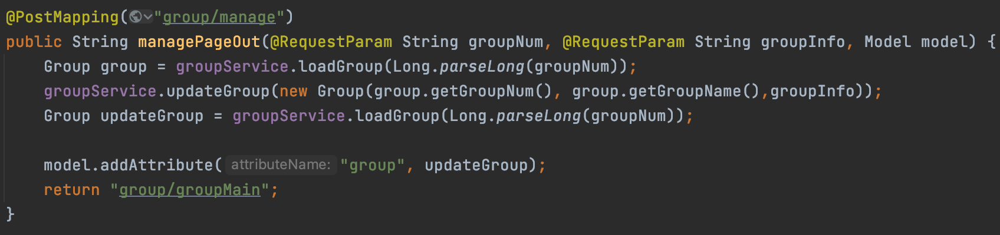 @PostMapping("group/manage")
public String managePageOut(@RequestParam String groupNum, @RequestParam String groupInfo, Model model) {
    Group group = groupService.loadGroup(Long.parseLong(groupNum));
    groupService.updateGroup(new Group(group.getGroupNum(), group.getGroupName(),groupInfo));
    Group updateGroup = groupService.loadGroup(Long.parseLong(groupNum));

    model.addAttribute( attributeName: "group", updateGroup);
    return "group/groupMain";
}